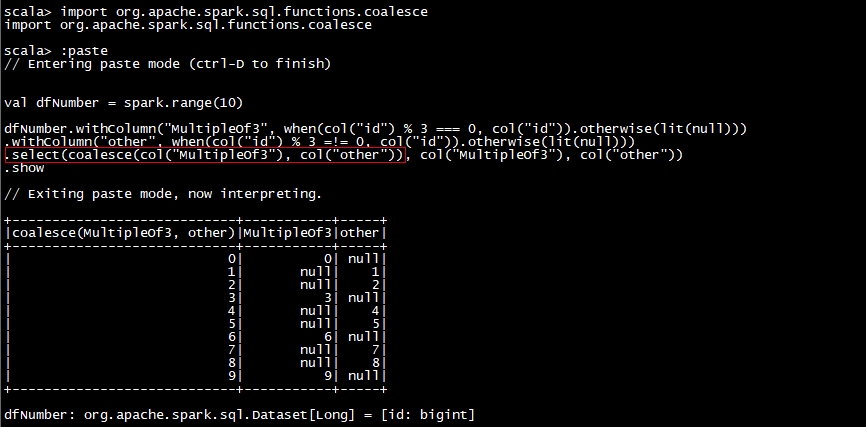 scala> import org.apache.spark.sql.functions.coalesce
import org.apache.spark.sql.functions.coalesce
scala> :paste
// Entering paste mode (ctrl-D to finish)
val dfNumber = spark.range(10)
dfNumber.withColumn("MultipleOf3", when(col("id") % 3 === 0, col("id")).otherwise(lit(null)))
.withColumn("other", when(col("id") % 3 =!= 0, col("id")).otherwise(lit(null)))
.select(coalesce(col("MultipleOf3"), col("other")), col("MultipleOf3"), col("other"))
.show
// Exiting paste mode, now interpreting.
+----------------------------+-----------+-----+
|coalesce(MultipleOf3, other)|MultipleOf3|other|
+----------------------------+-----------+-----+
|                           0|          0| null|
|                           1|       null|    1|
|                           2|       null|    2|
|                           3|          3| null|
|                           4|       null|    4|
|                           5|       null|    5|
|                           6|          6| null|
|                           7|       null|    7|
|                           8|       null|    8|
|                           9|          9| null|
+----------------------------+-----------+-----+
dfNumber: org.apache.spark.sql.Dataset[Long] = [id: bigint]